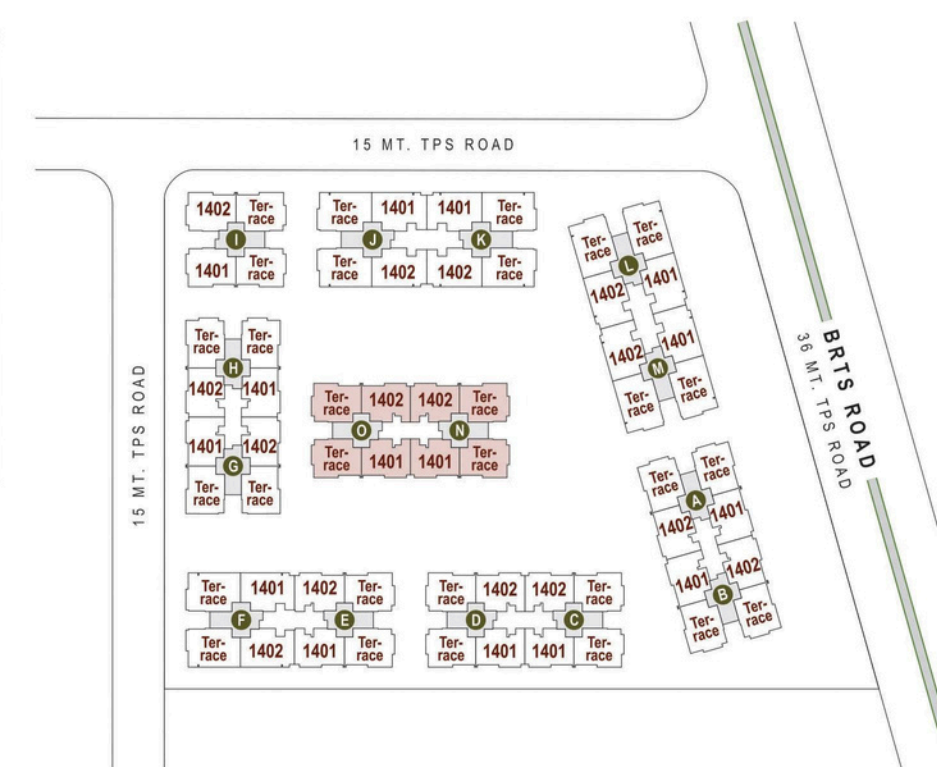 15 MT. TPS ROAD
1402 Ter-
race
I
1401 Ter-
race
Ter-
race 1401 1401 Ter-
race
J K
Ter-
race 1402 1402 Ter-
race
Ter-
race Ter-
race
L
1402 1401
1402 1401
M
Ter-
race Ter-
race
BRTS ROAD
36 MT. TPS ROAD
15 MT. TPS ROAD
Ter-
race Ter-
race
H
1402 1401
1401 1402
G
Ter-
race Ter-
race
Ter-
race 1402 1402 Ter-
race
O N
Ter-
race 1401 1401 Ter-
race
Ter-
race Ter-
race
A
1402 1401
1401 1402
B
Ter-
race Ter-
race
Ter-
race 1401 1402 Ter-
race
F E
Ter-
race 1402 1401 Ter-
race
Ter-
race 1402 1402 Ter-
race
D C
Ter-
race 1401 1401 Ter-
race